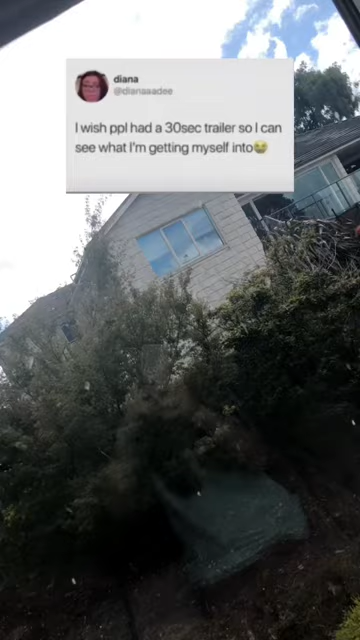 diana
@dianaaadee
I wish ppl had a 30sec trailer so I can
see what I'm getting myself into😭